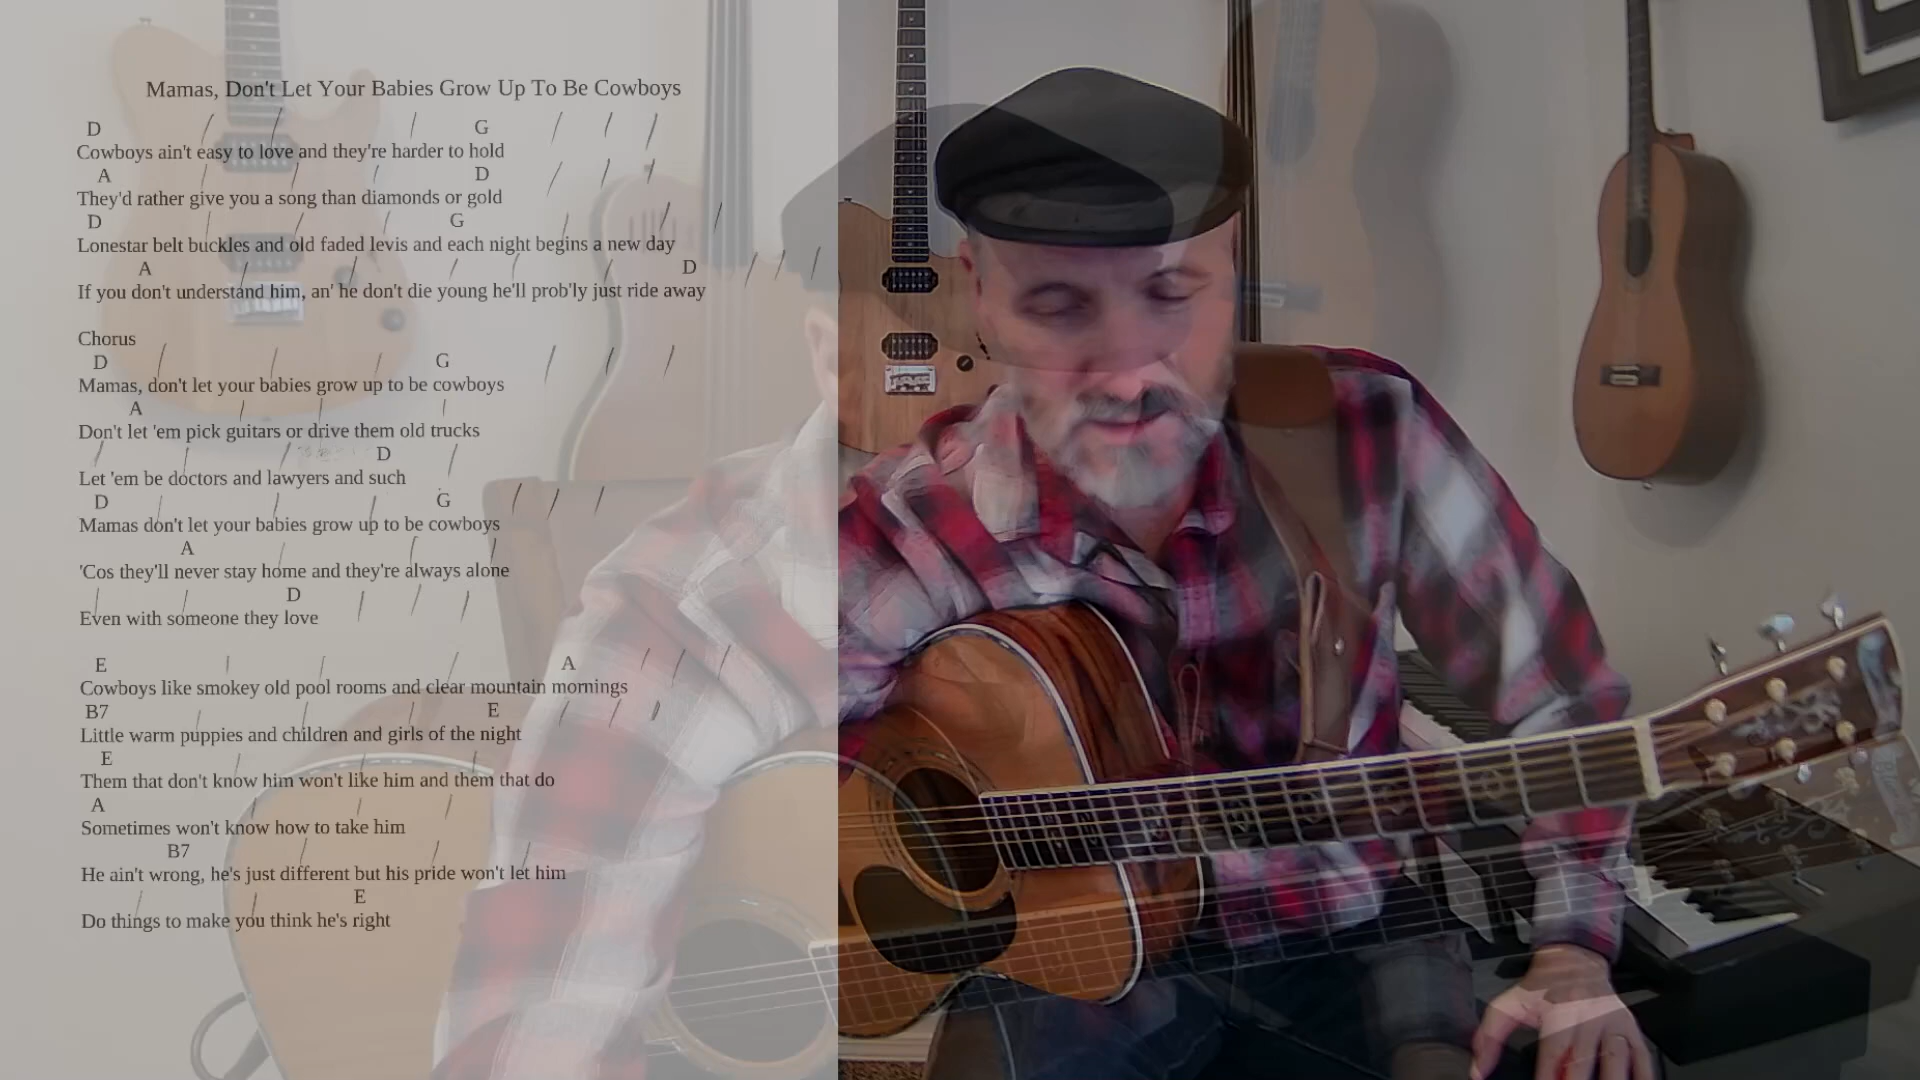 Mamas, Don't Let Your Babies Grow Up To Be Cowboys
D / / / G / / /
Cowboys ain't easy to love and they're harder to hold
A / / / D / / /
They'd rather give you a song than diamonds or gold
D / / / G / / /
Lonestar belt buckles and old faded levis and each night begins a new day
A / / / / / D / / /
If you don't understand him, an' he don't die young he'll prob'ly just ride away
Chorus
D / / / G / / /
Mamas, don't let your babies grow up to be cowboys
A / / /
Don't let 'em pick guitars or drive them old trucks
/ / / D /
Let 'em be doctors and lawyers and such
D / / / G / / /
Mamas don't let your babies grow up to be cowboys
A / / /
'Cos they'll never stay home and they're always alone
/ / D / / /
Even with someone they love
E / / / A / / /
Cowboys like smokey old pool rooms and clear mountain mornings
B7 / / / E / / /
Little warm puppies and children and girls of the night
E / / /
Them that don't know him won't like him and them that do
A / / /
Sometimes won't know how to take him
B7 / / /
He ain't wrong, he's just different but his pride won't let him
/ / E
Do things to make you think he's right